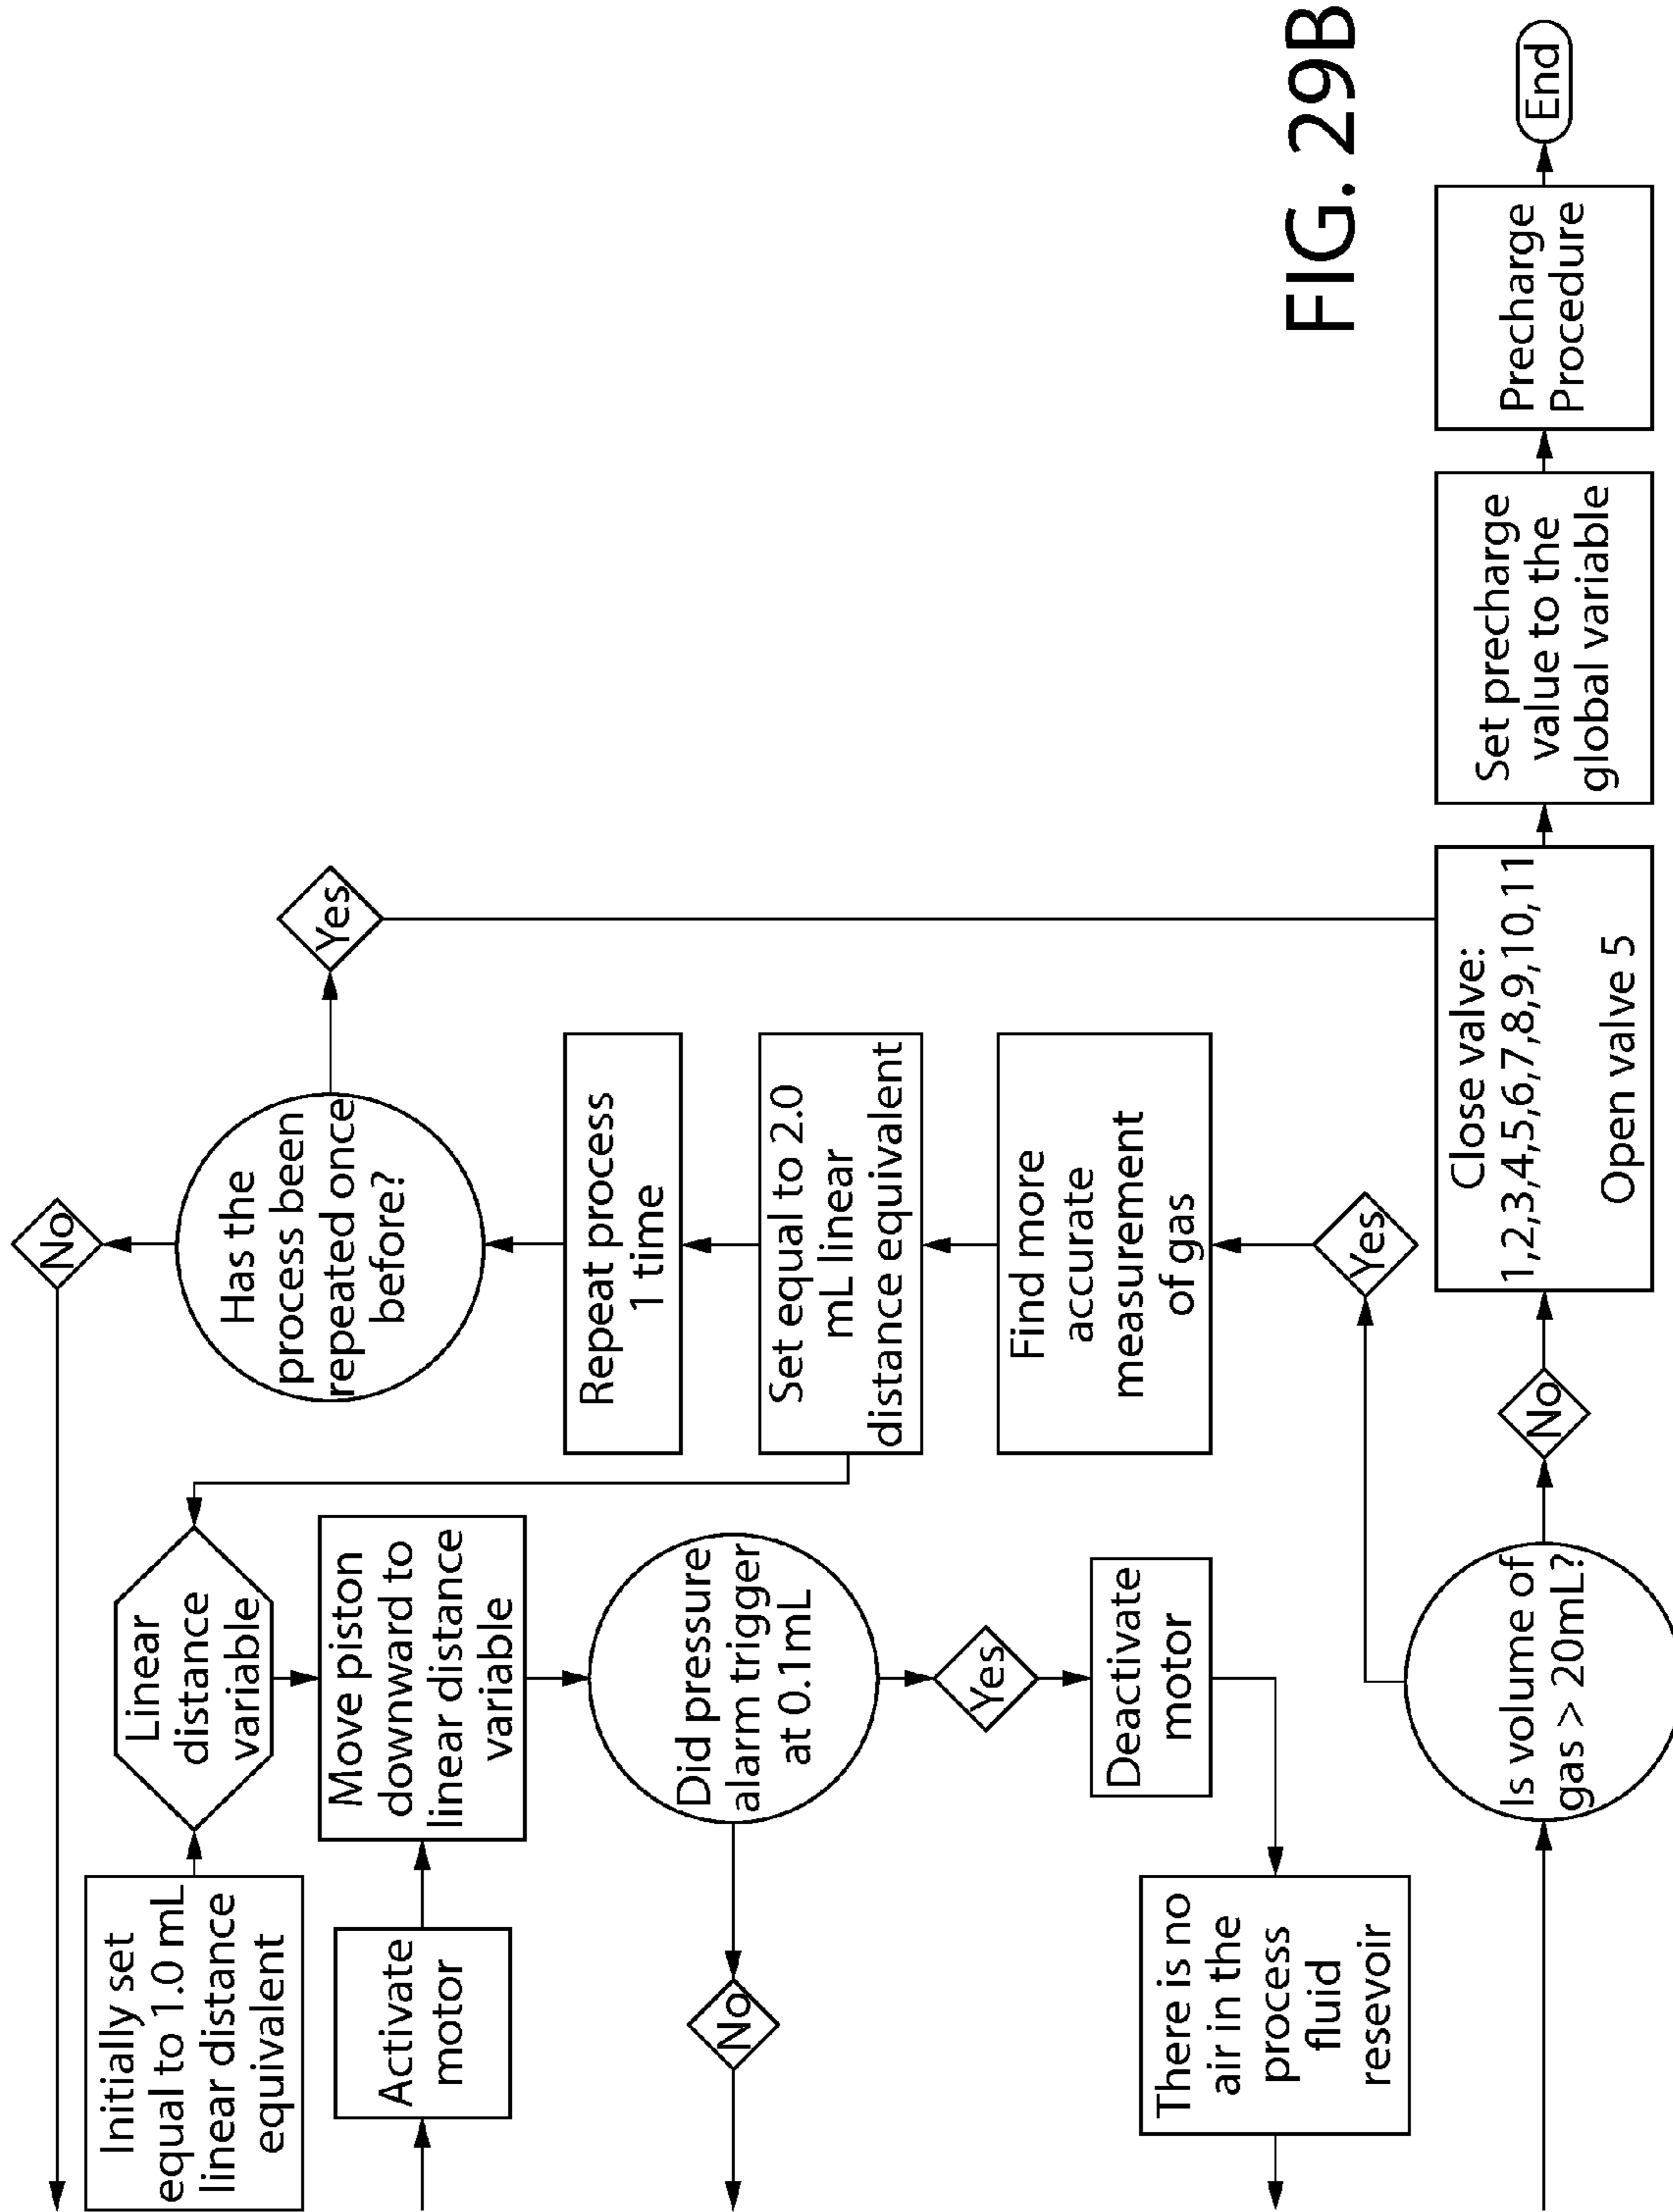 Initially set
equal to 1.0 mL
linear distance
equivalent
Linear
distance
variable
No
Activate
motor
Move piston
downward to
linear distance
variable
Has the
process been
repeated once
before?
Yes
No
Did pressure
alarm trigger
at 0.1mL
Repeat process
1 time
Yes
Set equal to 2.0
mL linear
distance equivalent
Deactivate
motor
Find more
accurate
measurement
of gas
There is no
air in the
process
fluid
resevoir
Yes
Is volume of
gas > 20mL?
No
Close valve:
1,2,3,4,5,6,7,8,9,10,11
Open valve 5
Set precharge
value to the
global variable
Precharge
Procedure
End
FIG. 29B